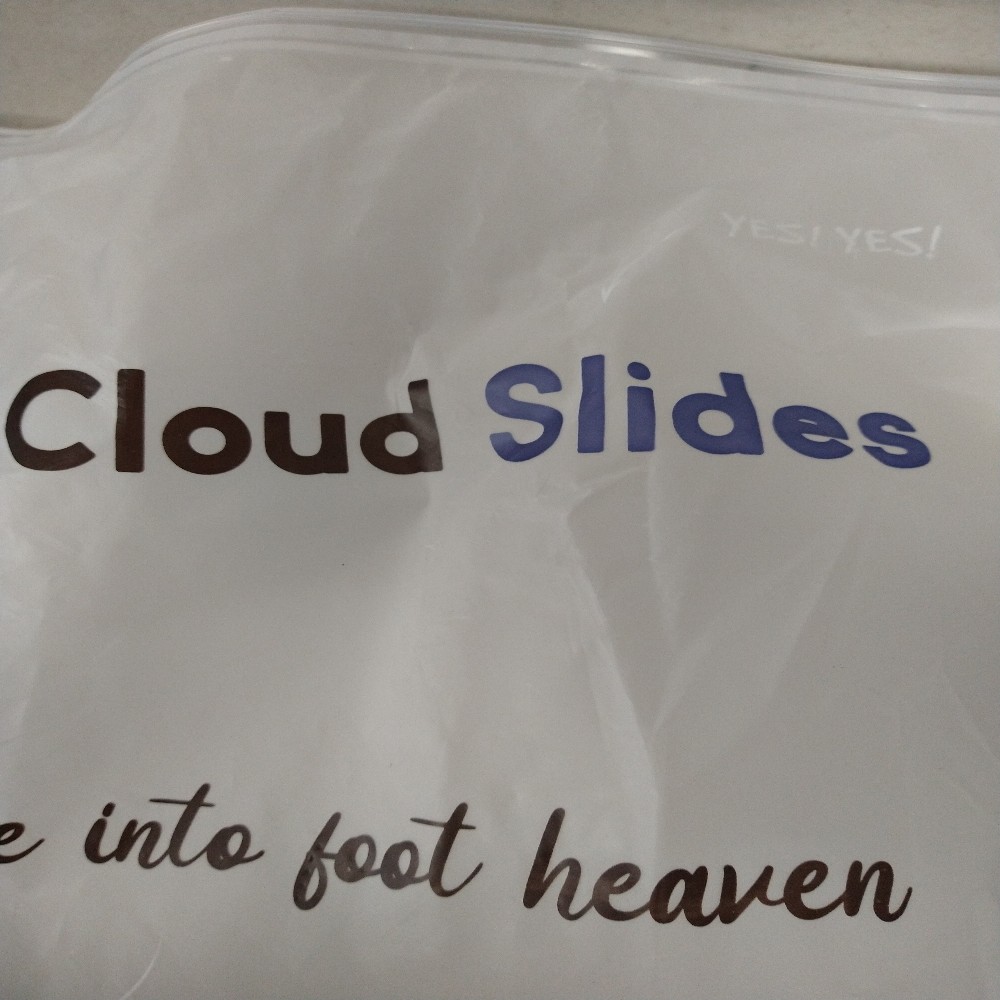 YES! YES!
Cloud Slides
e into foot heaven